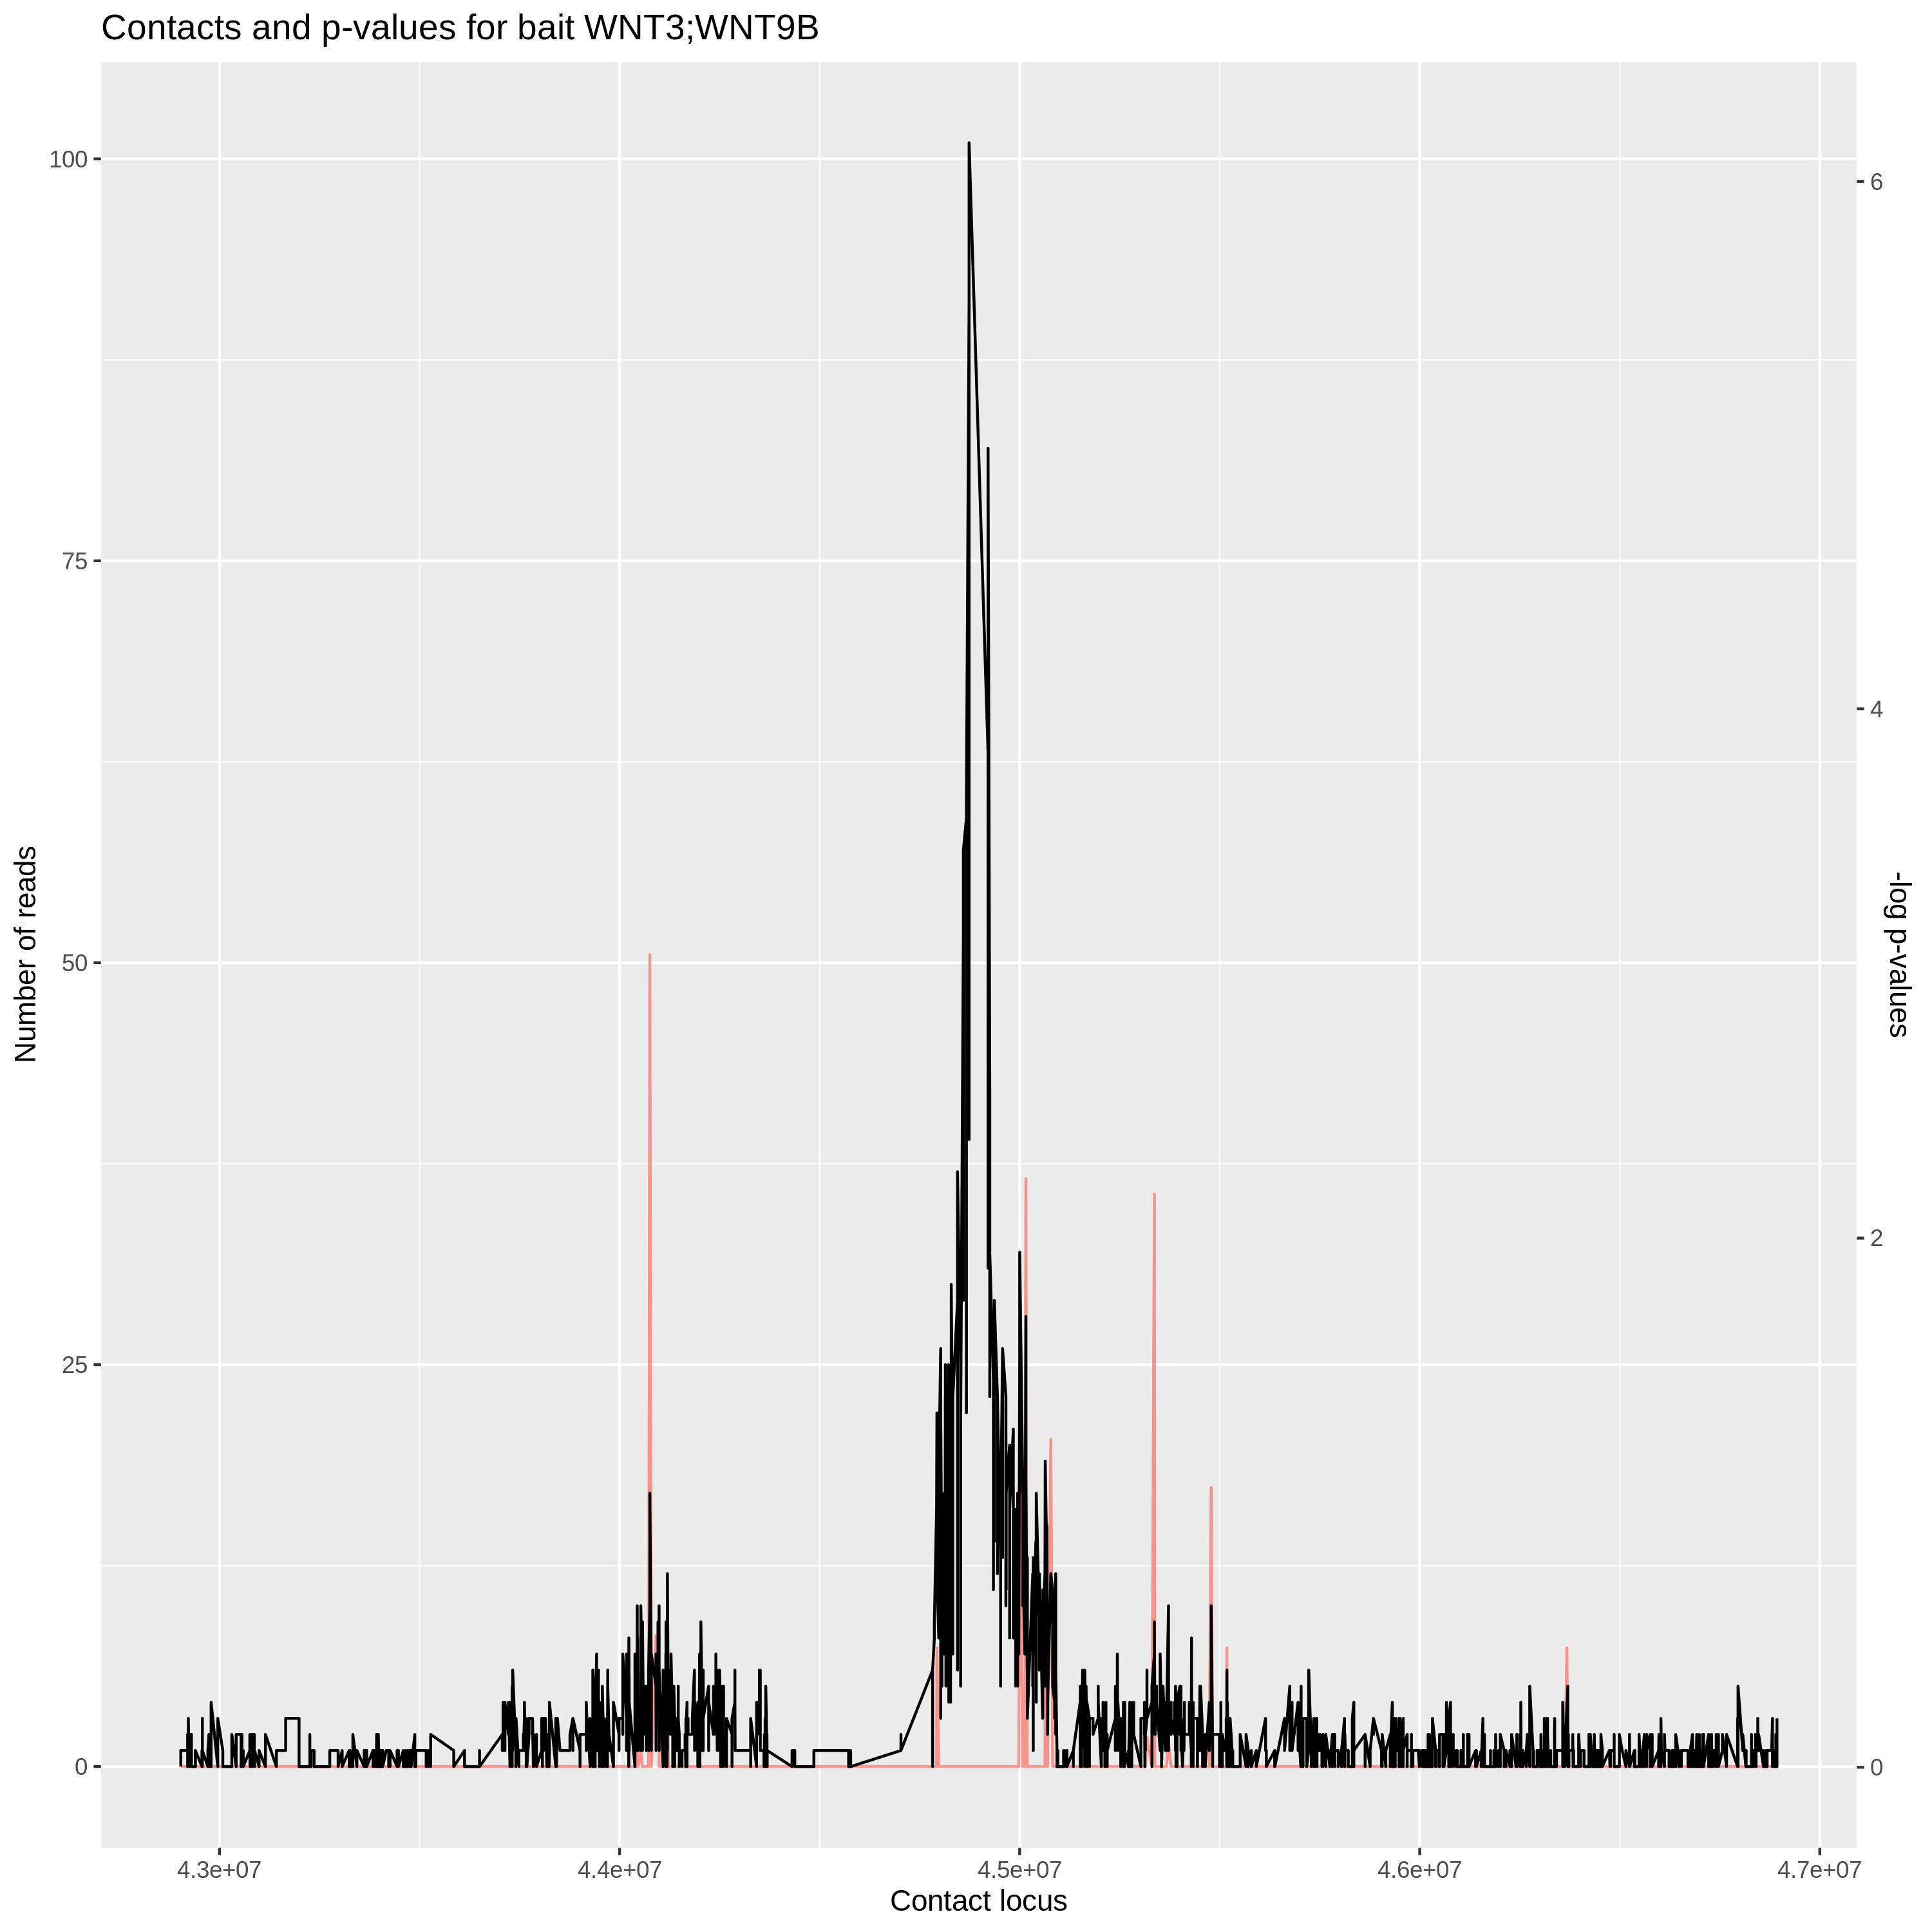 Contacts and p-values for bait WNT3;WNT9B
100
75
50
25
0
Number of reads
6
4
2
0
-log p-values
4.3e+07
4.4e+07
4.5e+07
4.6e+07
4.7e+07
Contact locus